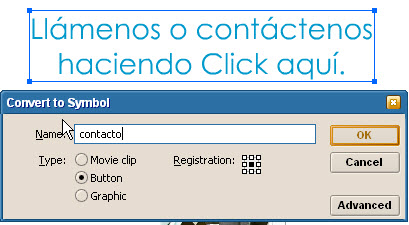 Llámenos o contáctenos
haciendo Click aquí.
Convert to Symbol
Name: contacto OK
Type: Movie clip Registration: Cancel
Button
Graphic Advanced